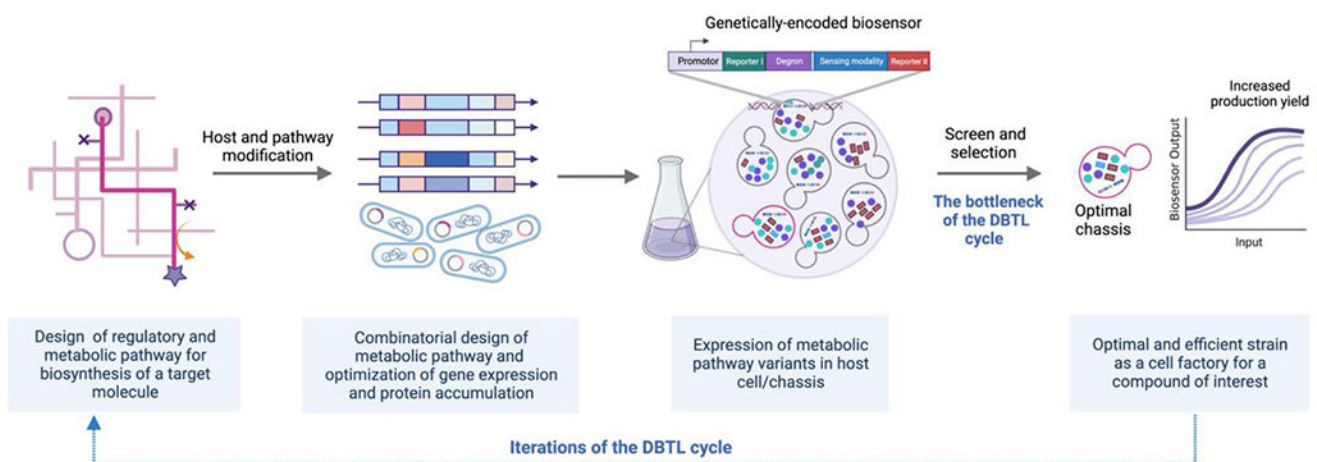 Genetically-encoded biosensor
Promotor Reporter I Degron Sensing modality Reporter II
Host and pathway
modification
Screen and
selection
The bottleneck
of the DBTL
cycle
Optimal
chassis
Increased
production yield
Biosensor Output
Input
Design of regulatory and
metabolic pathway for
biosynthesis of a target
molecule
Combinatorial design of
metabolic pathway and
optimization of gene expression
and protein accumulation
Expression of metabolic
pathway variants in host
cell/chassis
Optimal and efficient strain
as a cell factory for a
compound of interest
Iterations of the DBTL cycle